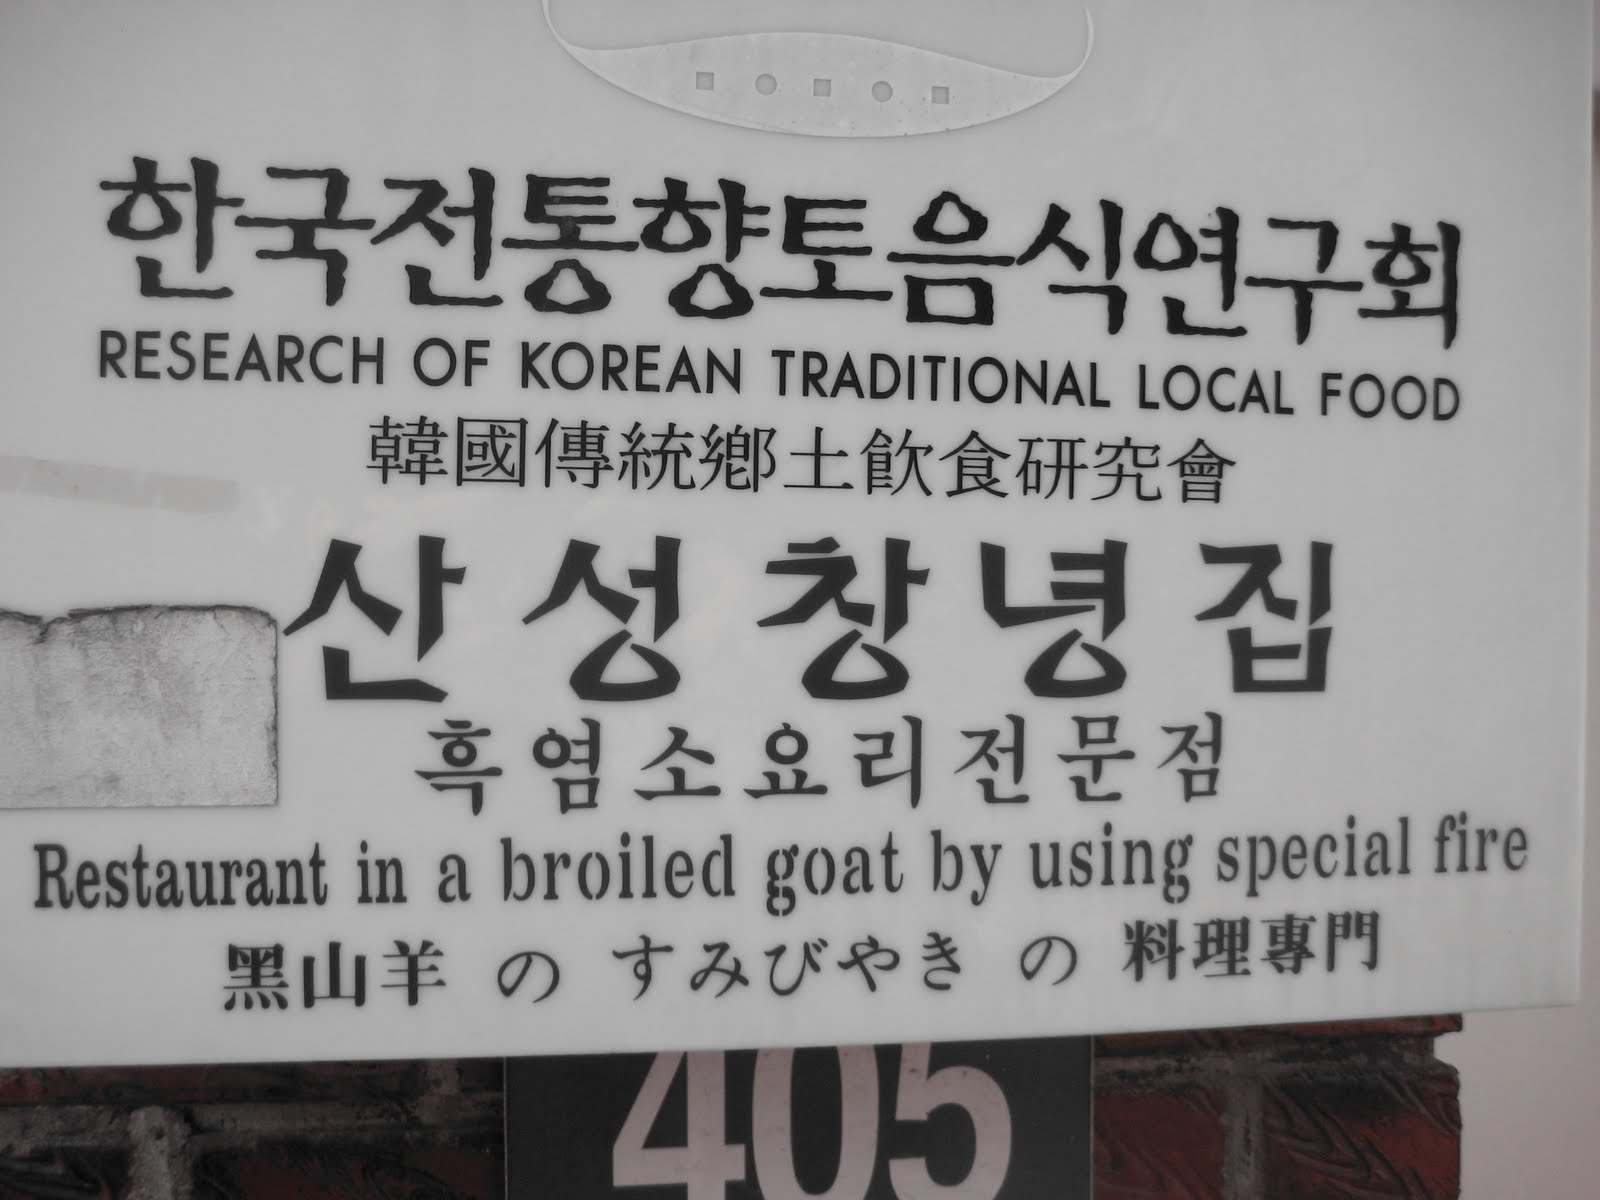 한국전통향토음식연구회
RESEARCH OF KOREAN TRADITIONAL LOCAL FOOD
韓國傳統鄕土飮食研究會
산성창녕집
흑염소요리전문점
Restaurant in a broiled goat by using special fire
黑山羊 の すみびやき の 料理專門
405